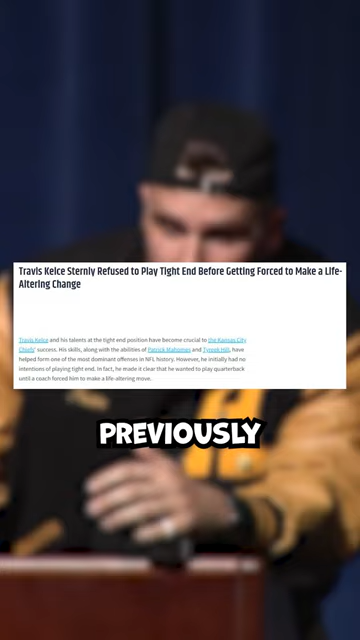 Travis Kelce Sternly Refused to Play Tight End Before Getting Forced to Make a Life-
Altering Change
Travis Kelce and his talents at the tight end position have become crucial to the Kansas City
Chiefs' success. His skills, along with the abilities of Patrick Mahomes and Tyreek Hill, have
helped form one of the most dominant offenses in NFL history. However, he initially had no
intentions of playing tight end. In fact, he made it clear that he wanted to play quarterback
until a coach forced him to make a life-altering move.
PREVIOUSLY